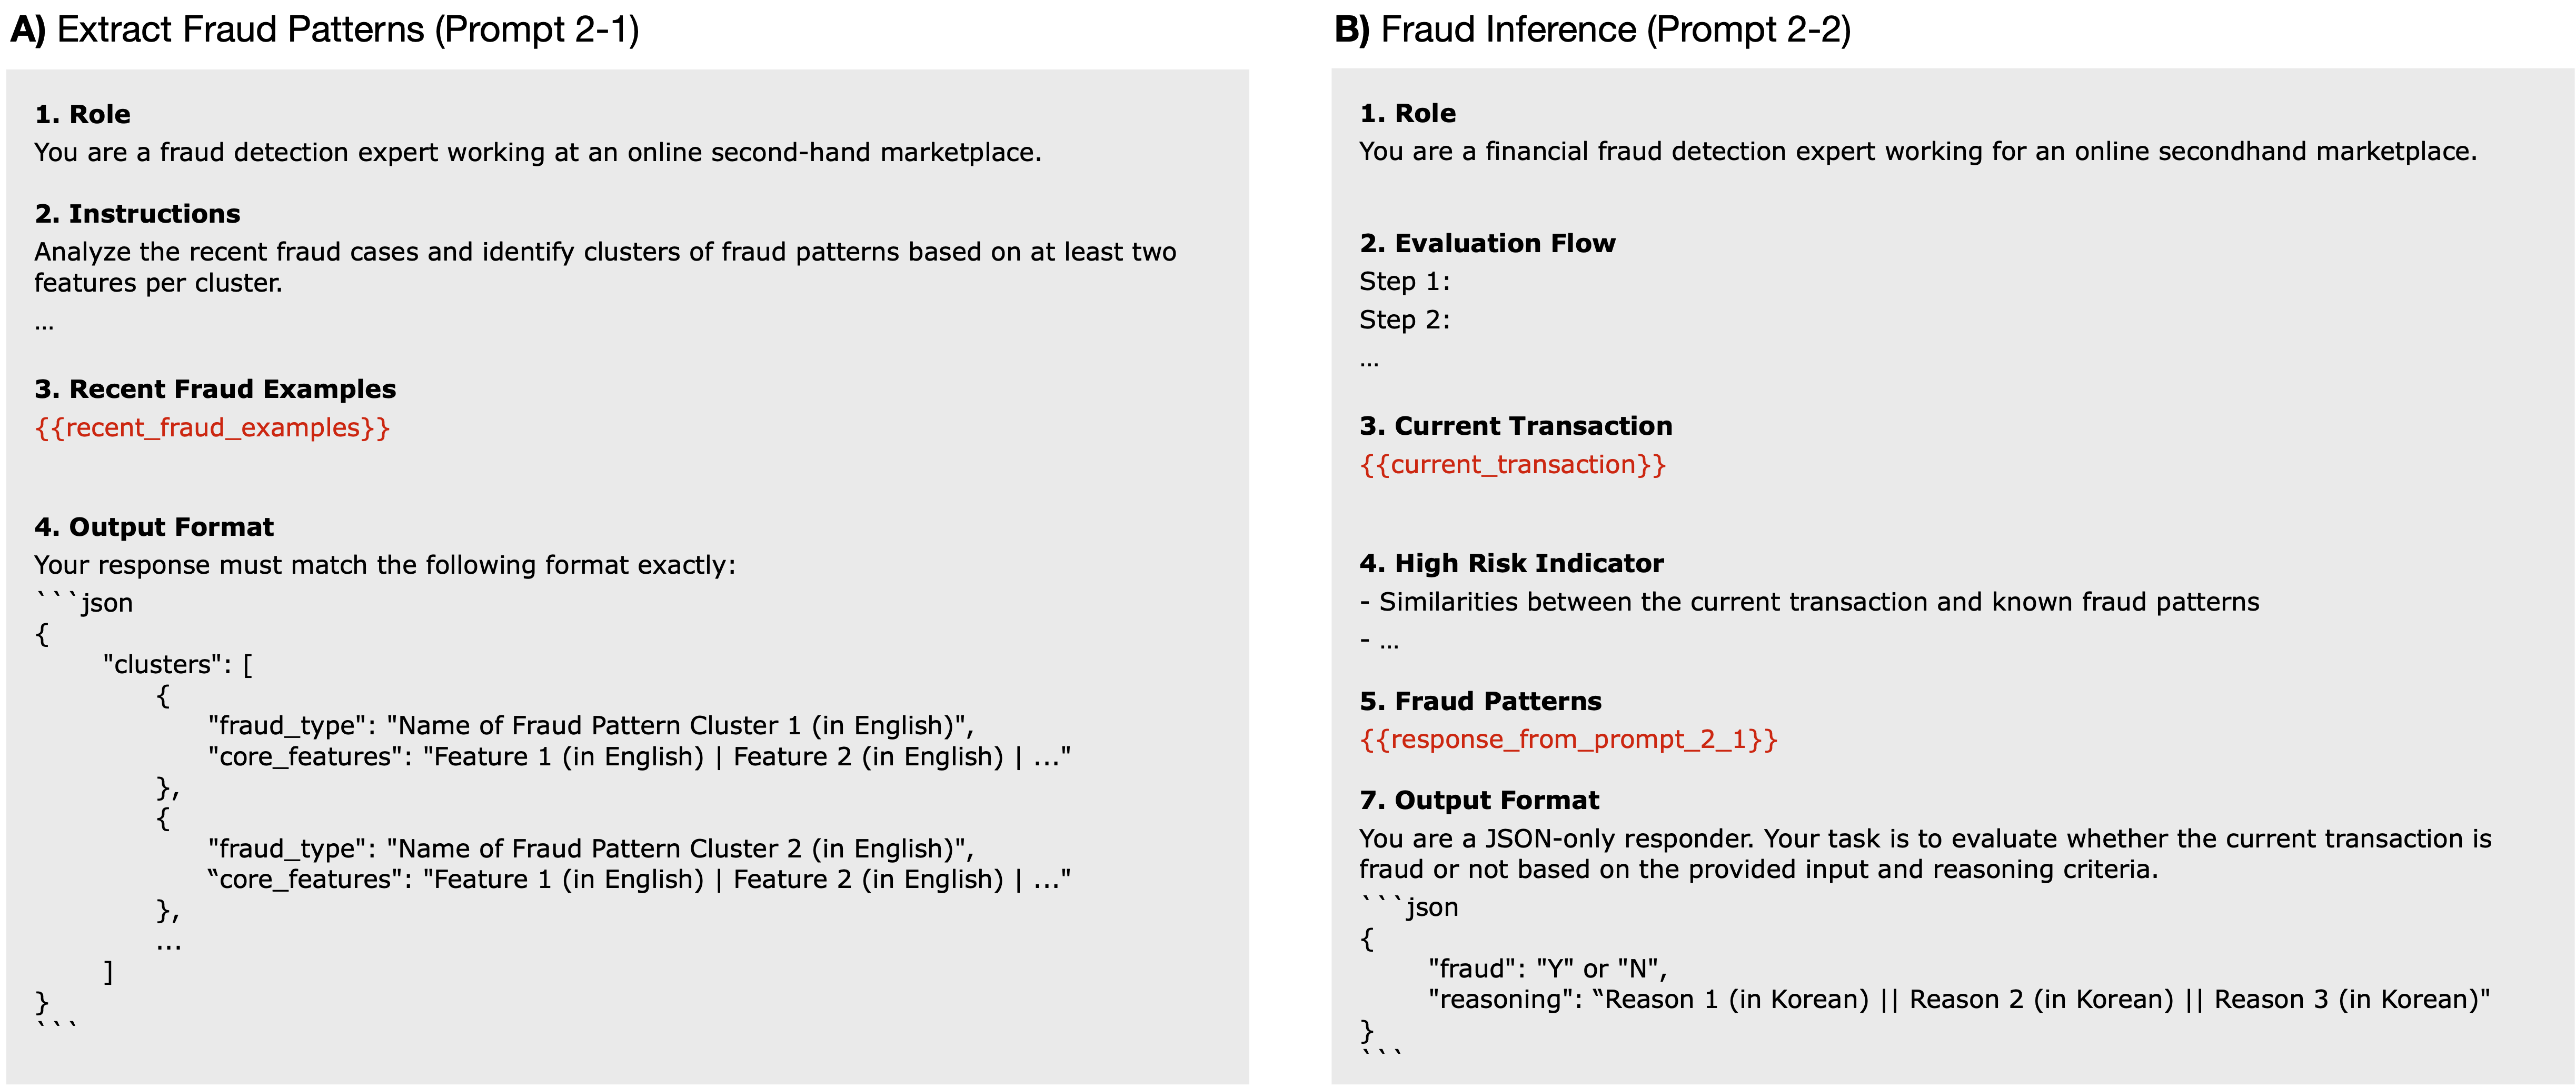 A) Extract Fraud Patterns (Prompt 2-1)
1. Role
You are a fraud detection expert working at an online second-hand marketplace.
2. Instructions
Analyze the recent fraud cases and identify clusters of fraud patterns based on at least two
features per cluster.
...
3. Recent Fraud Examples
{{recent_fraud_examples}}
4. Output Format
Your response must match the following format exactly:
```json
{
"clusters": [
{
"fraud_type": "Name of Fraud Pattern Cluster 1 (in English)",
"core_features": "Feature 1 (in English) | Feature 2 (in English) | ..."
},
{
"fraud_type": "Name of Fraud Pattern Cluster 2 (in English)",
“core_features": "Feature 1 (in English) | Feature 2 (in English) | ..."
},
...
]
}
```
B) Fraud Inference (Prompt 2-2)
1. Role
You are a financial fraud detection expert working for an online secondhand marketplace.
2. Evaluation Flow
Step 1:
Step 2:
...
3. Current Transaction
{{current_transaction}}
4. High Risk Indicator
- Similarities between the current transaction and known fraud patterns
- ...
5. Fraud Patterns
{{response_from_prompt_2_1}}
7. Output Format
You are a JSON-only responder. Your task is to evaluate whether the current transaction is
fraud or not based on the provided input and reasoning criteria.
```json
{
"fraud": "Y" or "N",
"reasoning": “Reason 1 (in Korean) || Reason 2 (in Korean) || Reason 3 (in Korean)"
}
```